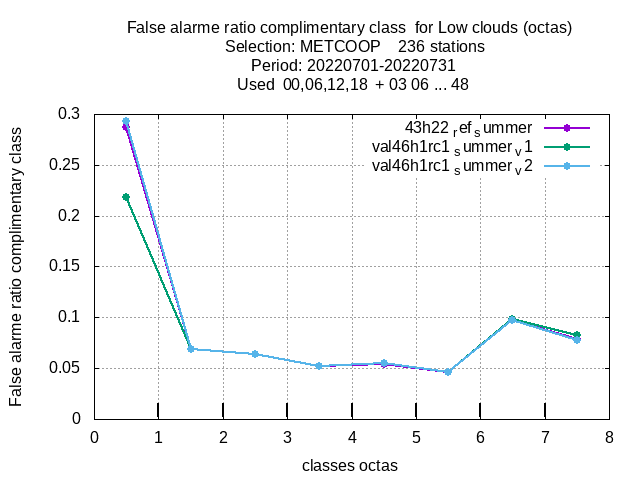 False alarme ratio complimentary class  for Low clouds (octas)
Selection: METCOOP    236 stations
Period: 20220701-20220731
Used  00,06,12,18  + 03 06 ... 48
43h22 ref summer
val46h1rc1 summer v1
val46h1rc1 summer v2
False alarme ratio complimentary class
0.3
0.25
0.2
0.15
0.1
0.05
0
0 1 2 3 4 5 6 7 8
classes octas